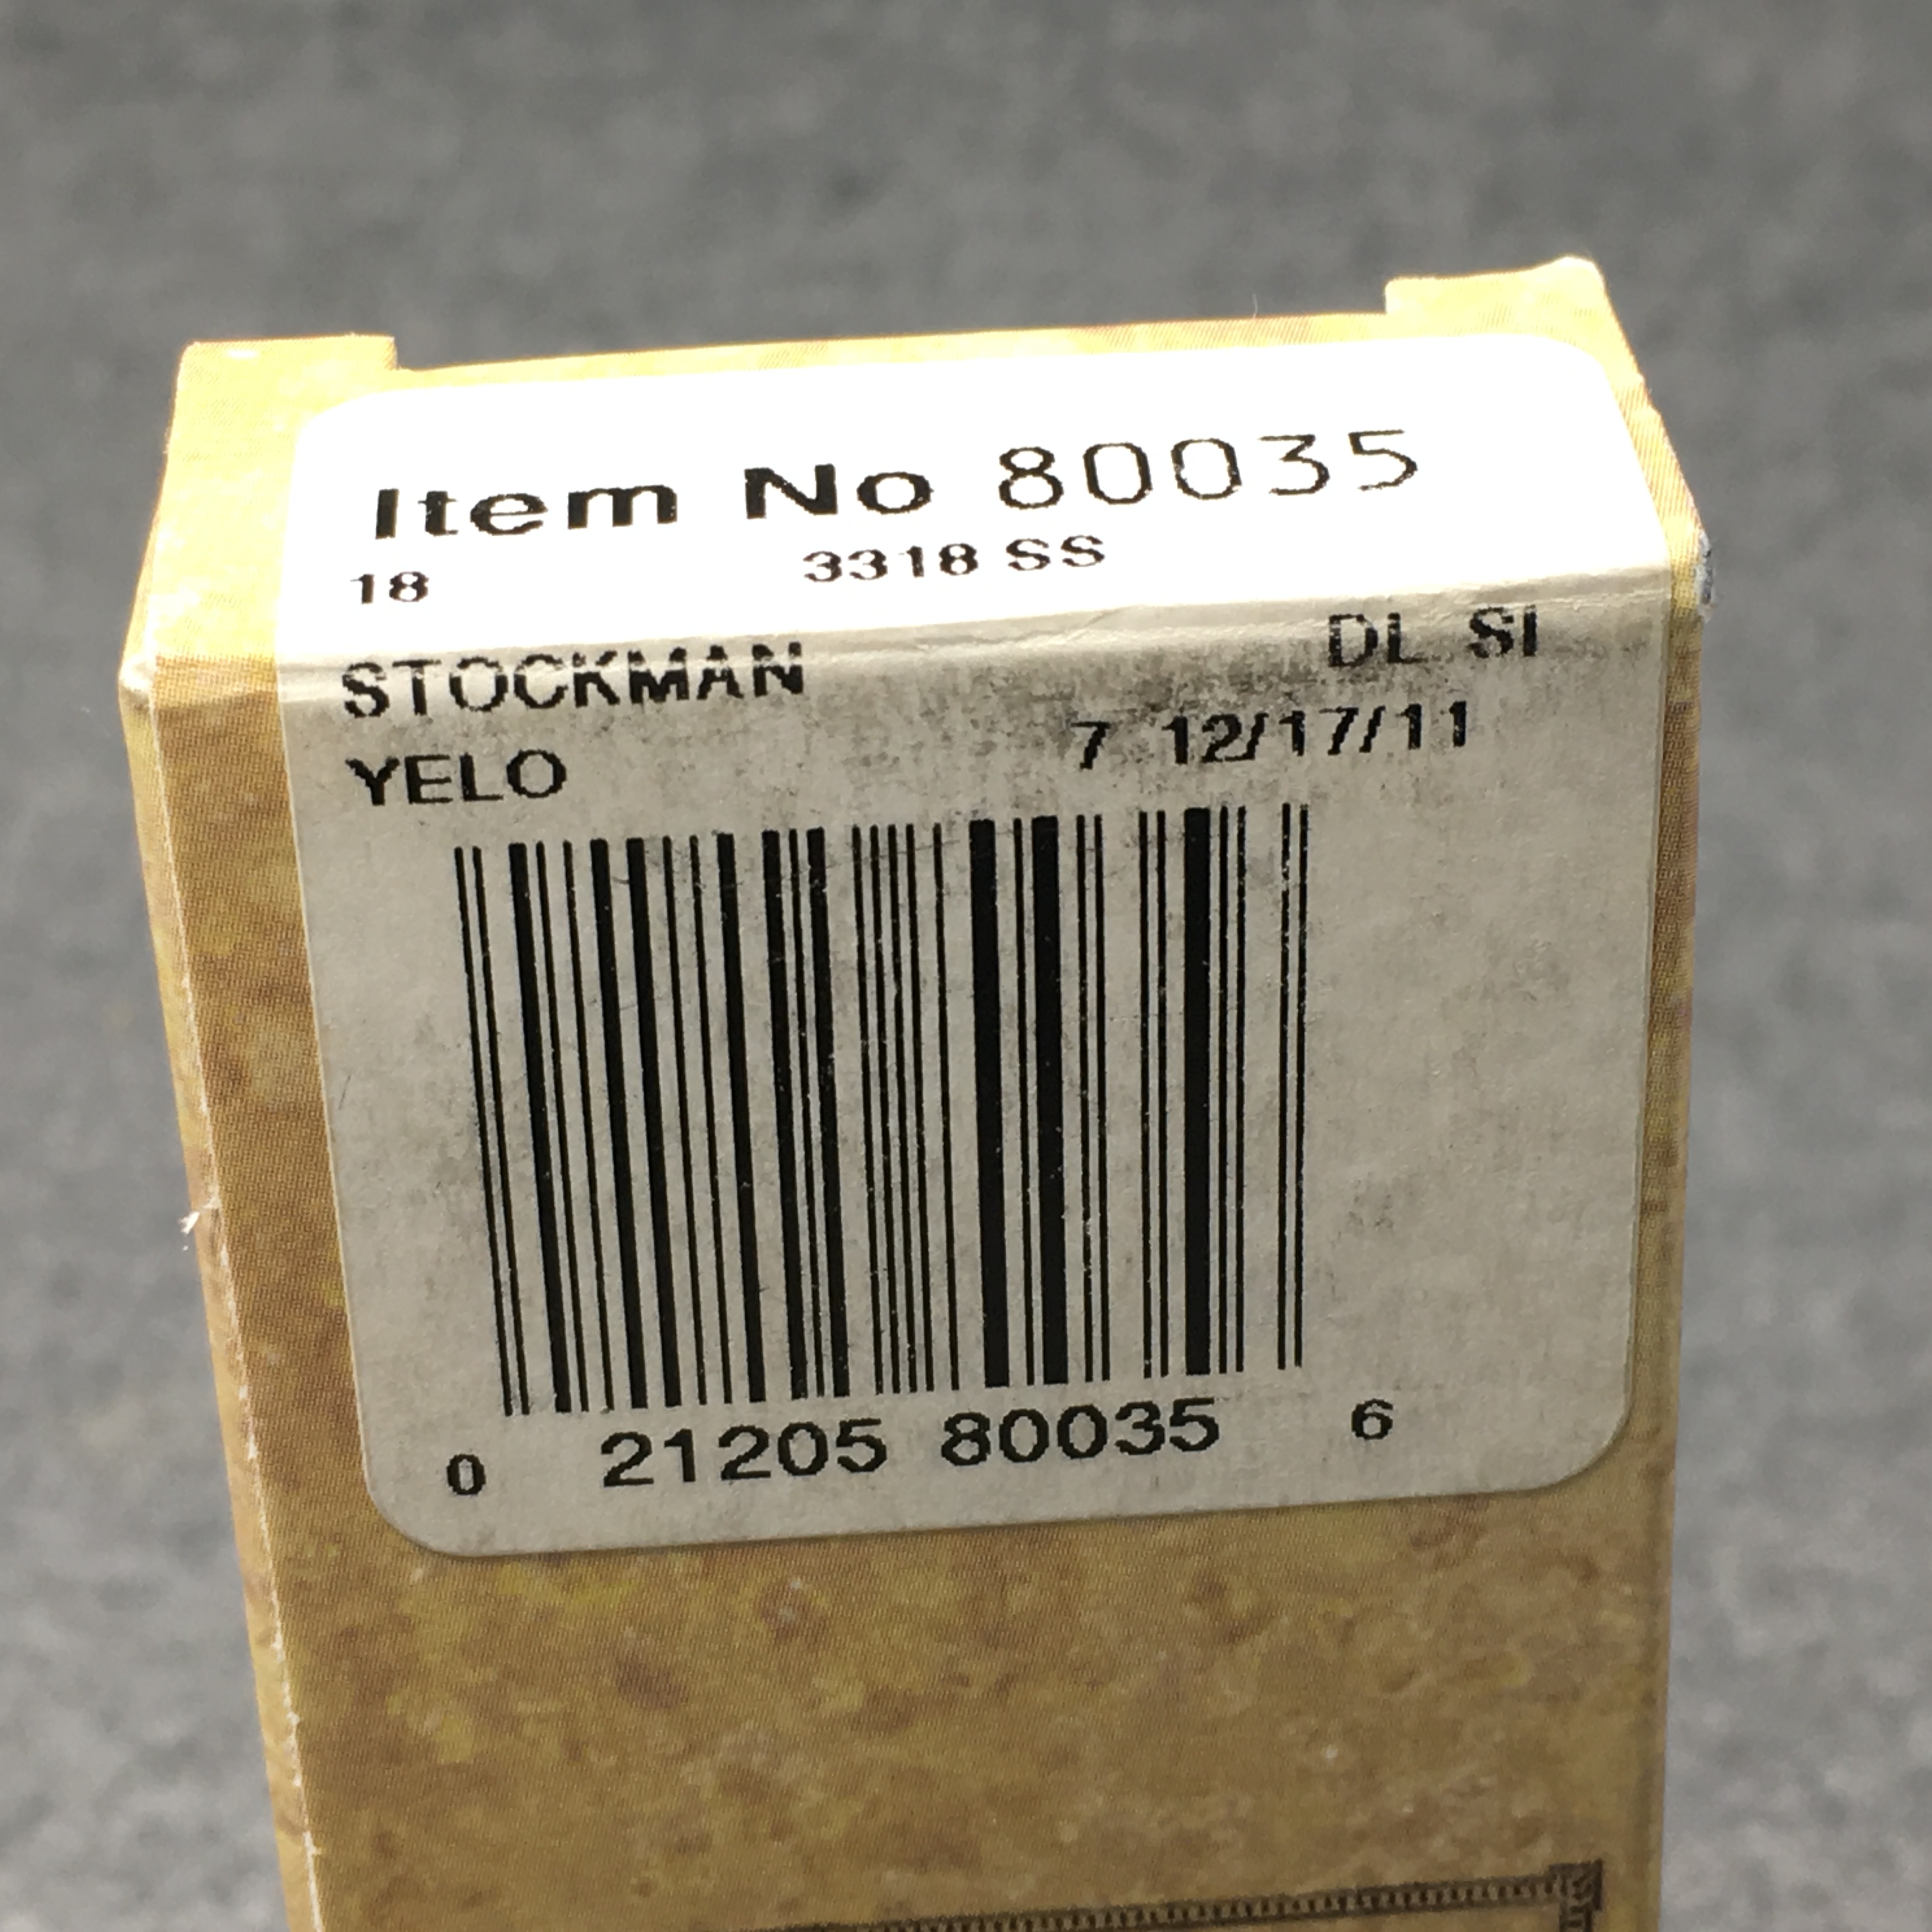 Item No 80035
18 3318 SS
STOCKMAN DL SI
YELO 7 12/17/11
0 21205 80035 6